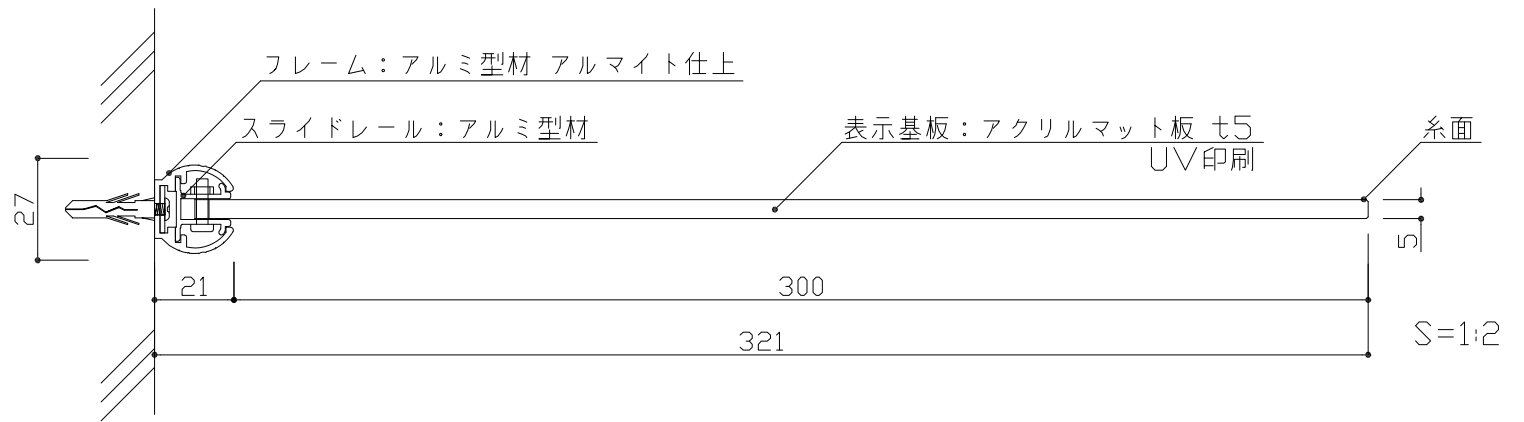 フレーム：アルミ型材 アルマイト仕上
スライドレール：アルミ型材
表示基板：アクリルマット板 t5
UV印刷
糸面
27
5
21
300
321
S=1:2